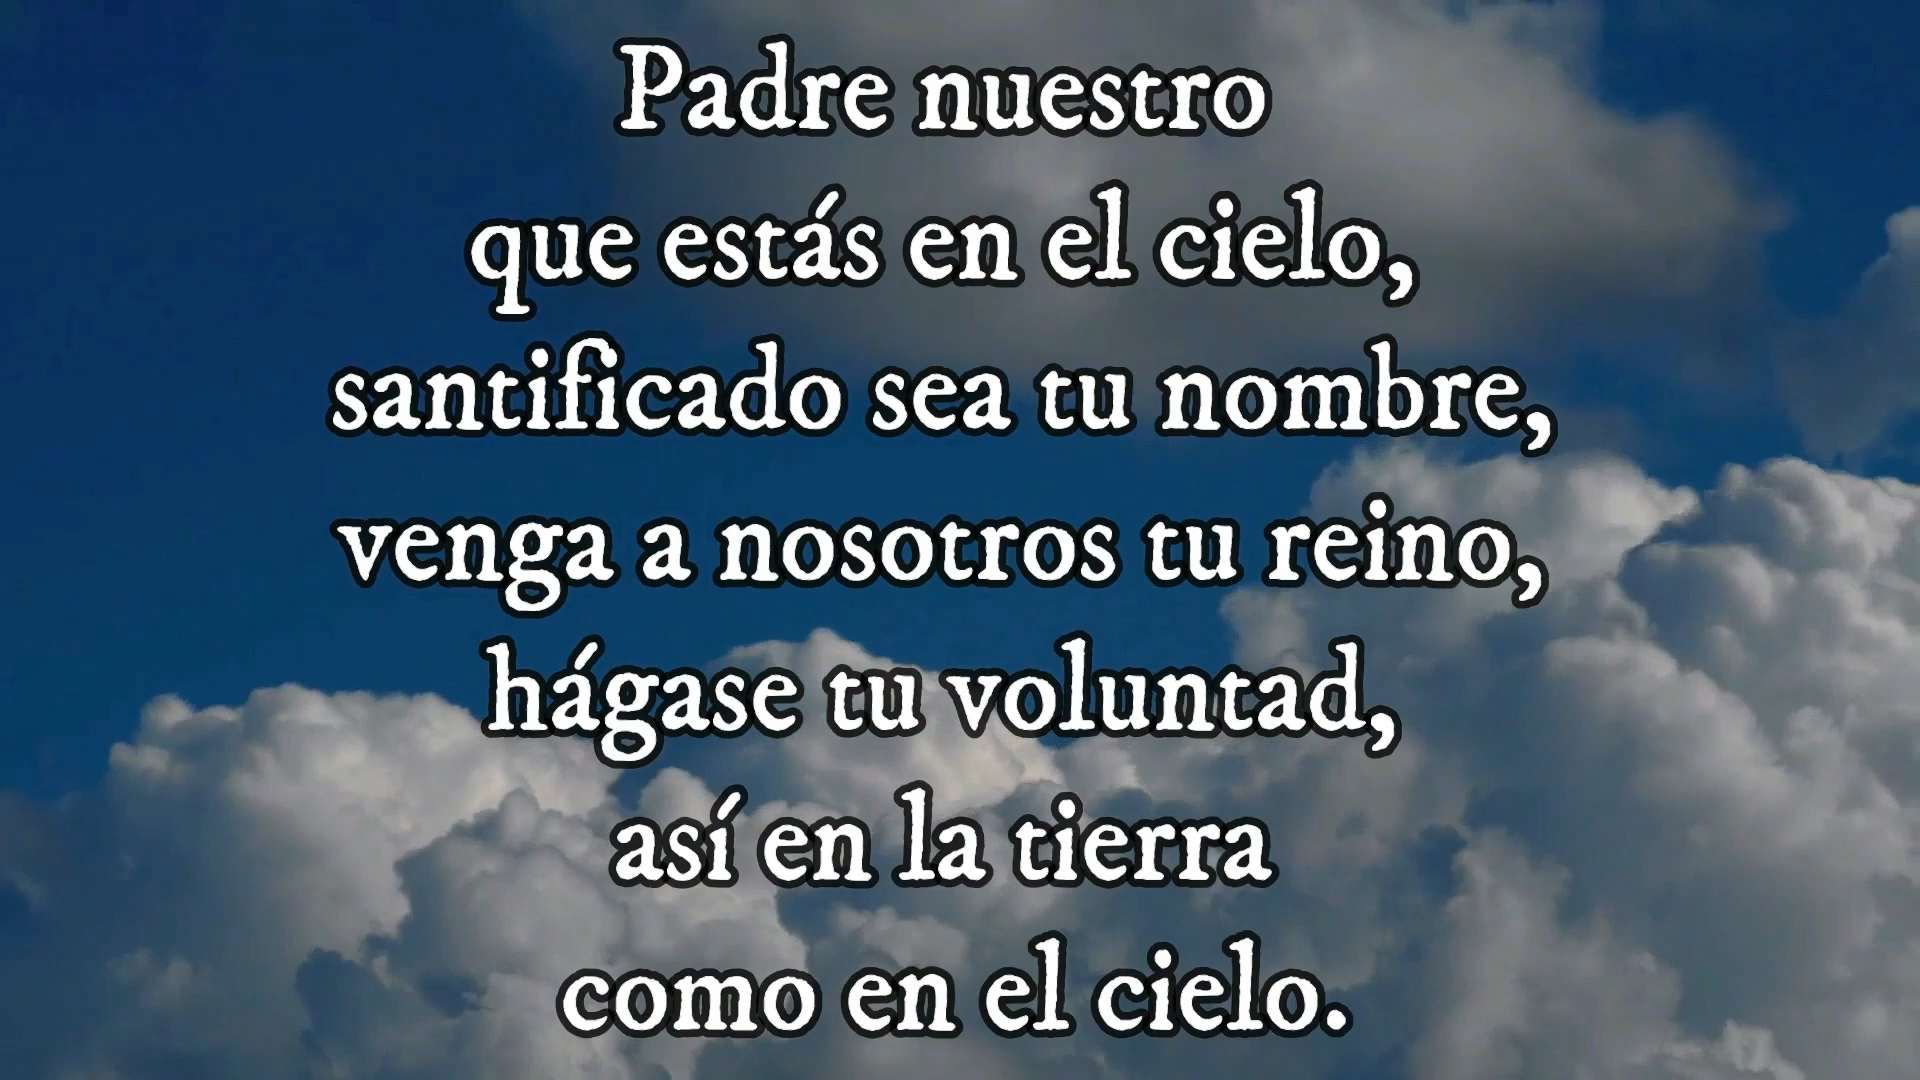 Padre nuestro
que estás en el cielo,
santificado sea tu nombre,
venga a nosotros tu reino,
hágase tu voluntad,
así en la tierra
como en el cielo.